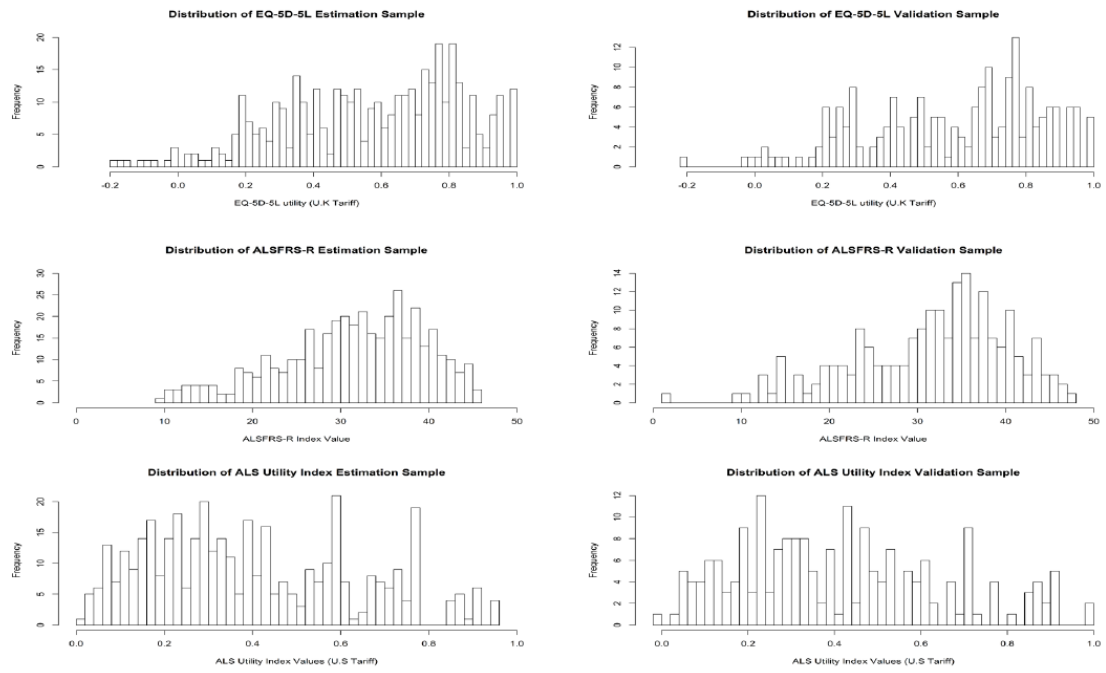 Distribution of EQ-5D-5L Estimation Sample
Frequency
20
15
10
5
0
-0.2 0.0 0.2 0.4 0.6 0.8 1.0
EQ-5D-5L utility (U.K Tariff)
Distribution of EQ-5D-5L Validation Sample
Frequency
12
10
8
6
4
2
0
-0.2 0.0 0.2 0.4 0.6 0.8 1.0
EQ-5D-5L utility (U.K Tariff)
Distribution of ALSFRS-R Estimation Sample
Frequency
30
25
20
15
10
5
0
0 10 20 30 40 50
ALSFRS-R Index Value
Distribution of ALSFRS-R Validation Sample
Frequency
14
12
10
8
6
4
2
0
0 10 20 30 40 50
ALSFRS-R Index Value
Distribution of ALS Utility Index Estimation Sample
Frequency
20
15
10
5
0
0.0 0.2 0.4 0.6 0.8 1.0
ALS Utility Index Values (U.S Tariff)
Distribution of ALS Utility Index Validation Sample
Frequency
12
10
8
6
4
2
0
0.0 0.2 0.4 0.6 0.8 1.0
ALS Utility Index Values (U.S Tariff)